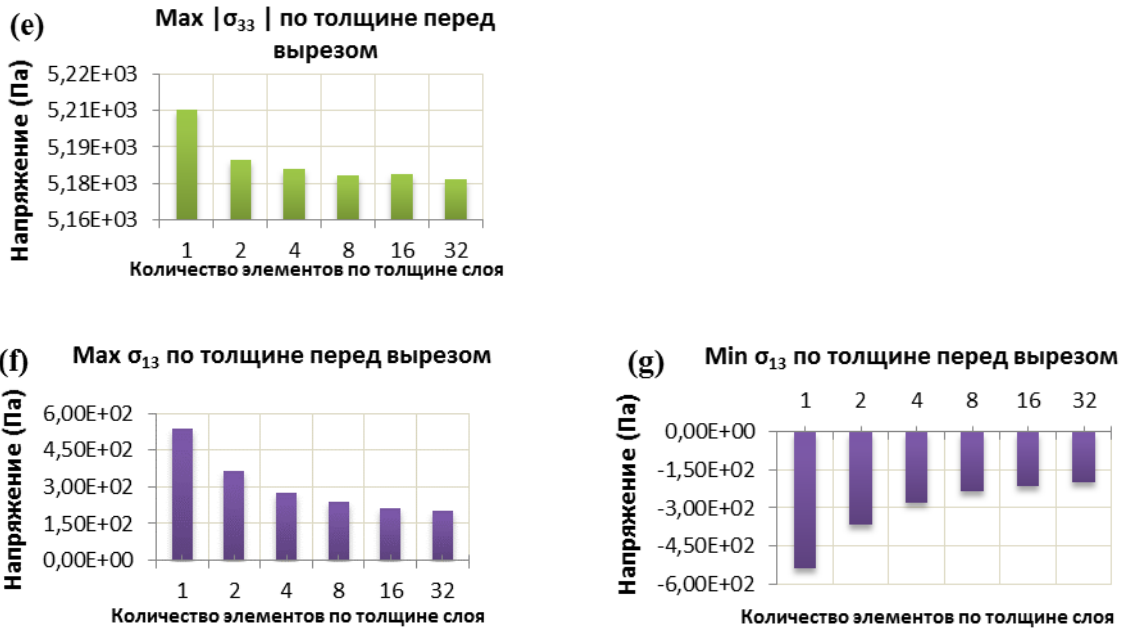 (e)
Max |σ33 | по толщине перед
вырезом
Напряжение (Па)
5,22E+03
5,21E+03
5,19E+03
5,18E+03
5,16E+03
1 2 4 8 16 32
Количество элементов по толщине слоя
(f)
Max σ13 по толщине перед вырезом
Напряжение (Па)
6,00E+02
4,50E+02
3,00E+02
1,50E+02
0,00E+00
1 2 4 8 16 32
Количество элементов по толщине слоя
(g)
Min σ13 по толщине перед вырезом
Напряжение (Па)
1 2 4 8 16 32
0,00E+00
-1,50E+02
-3,00E+02
-4,50E+02
-6,00E+02
Количество элементов по толщине слоя